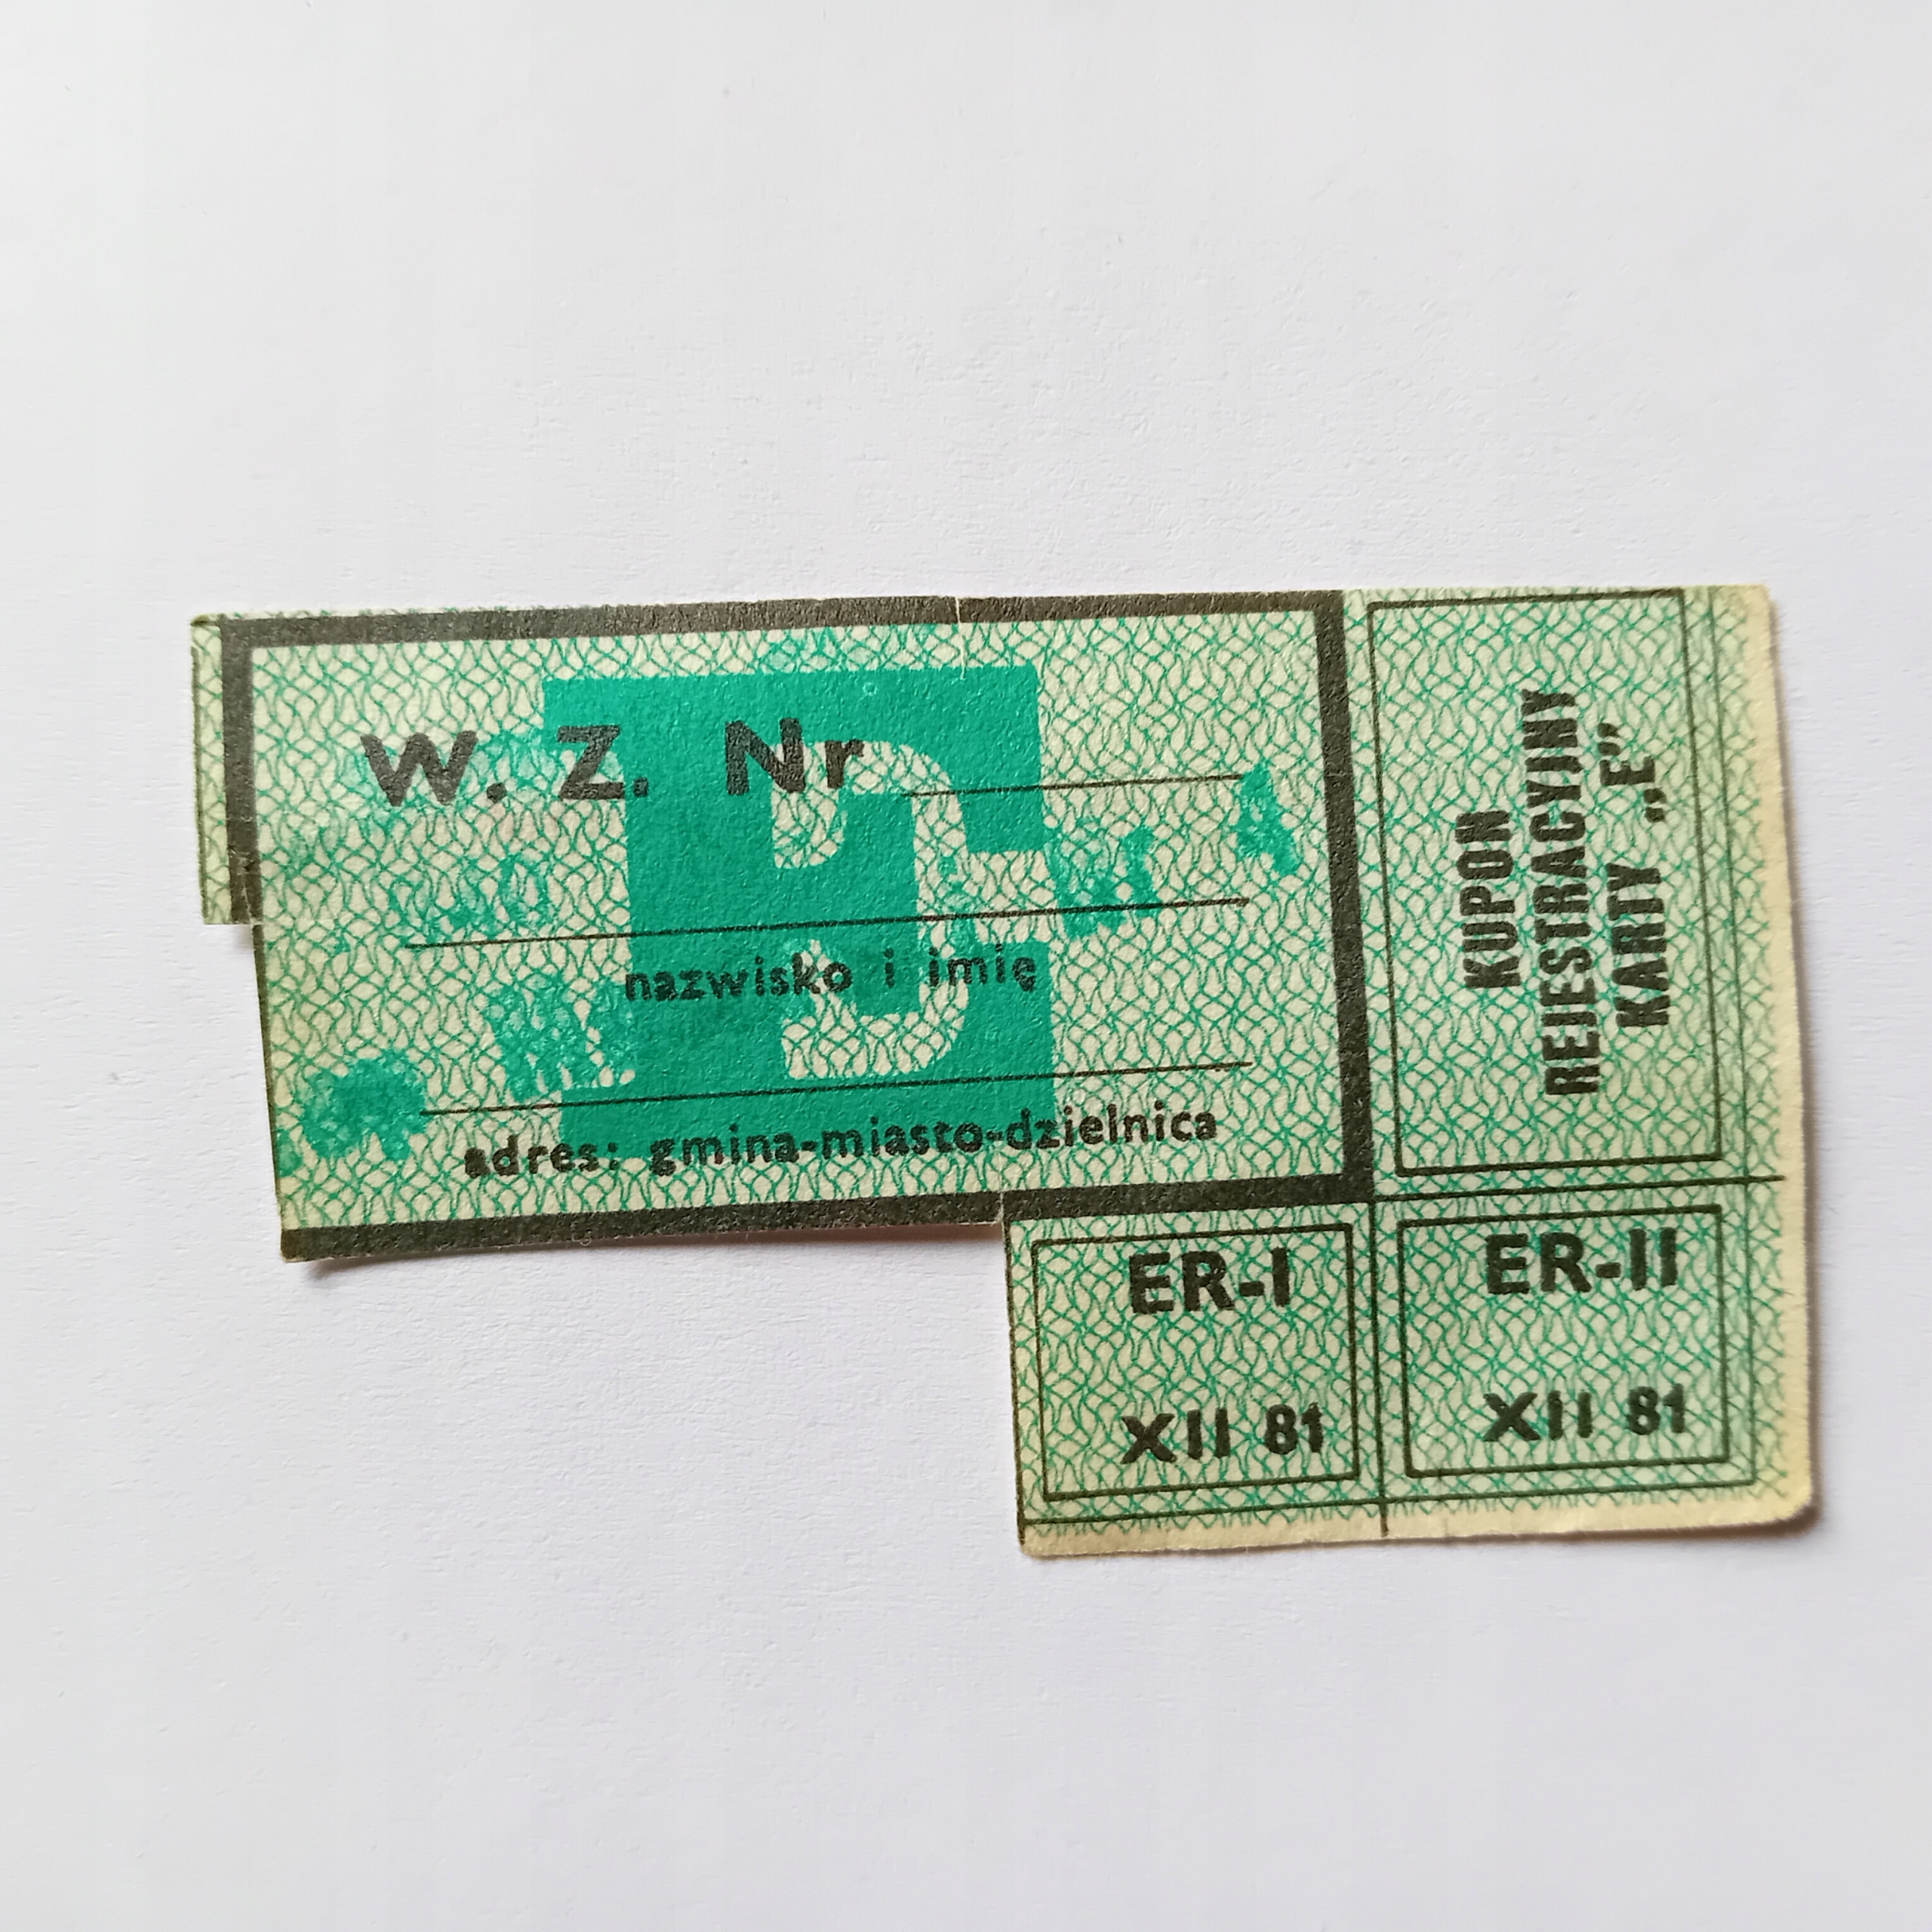 W. Z. Nr
nazwisko i imię
adres: gmina-miasto-dzielnica
KUPON
REJESTRACYJNY
KARTY „E”
ER-I
XII 81
ER-II
XII 81
E